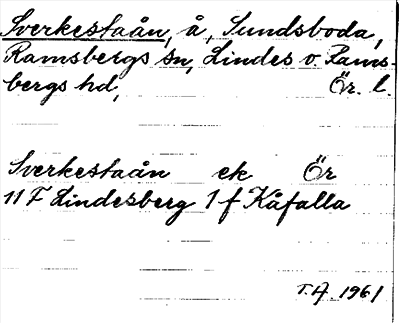 Sverkestaån, å, Sundsboda,
Ramsbergs sn, Lindes o. Rams-
bergs hd, Ör. l.
Sverkestaån ek Ör
11 F Lindesberg 1 f Kåfalla
T.A. 1961